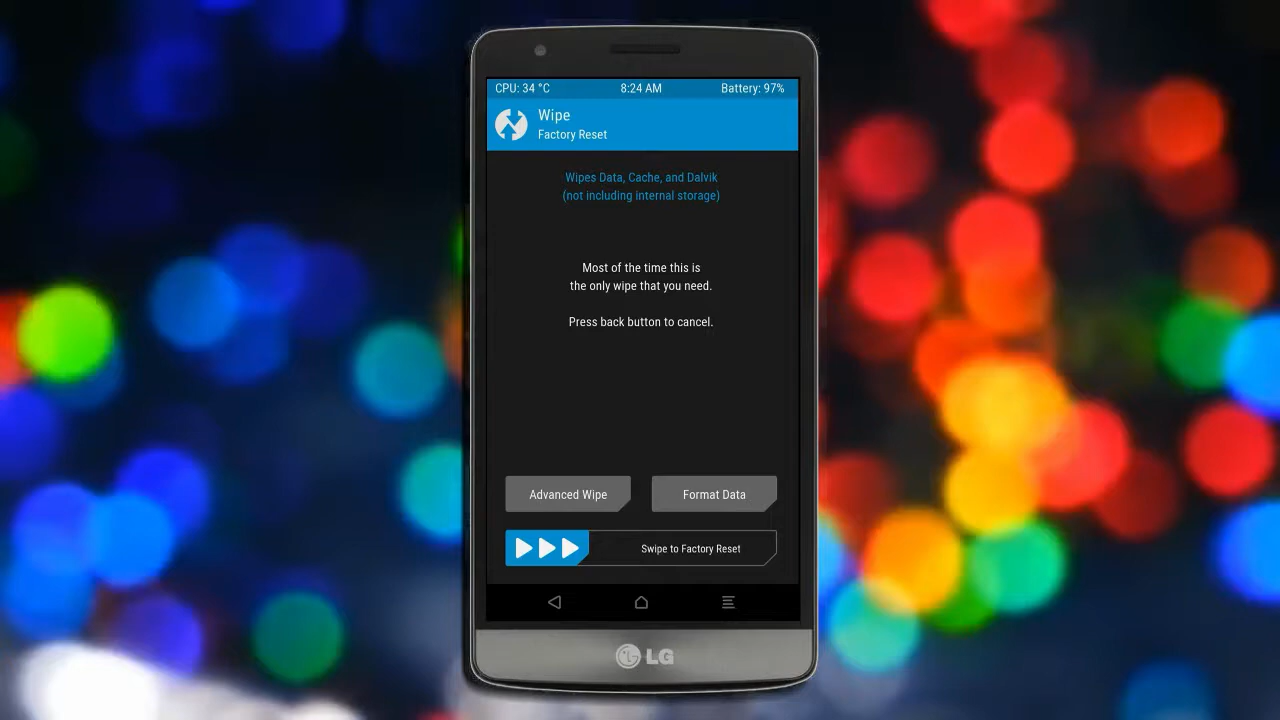 CPU: 34 °C 8:24 AM Battery: 97%
Wipe
Factory Reset
Wipes Data, Cache, and Dalvik
(not including internal storage)
Most of the time this is
the only wipe that you need.
Press back button to cancel.
Advanced Wipe Format Data
Swipe to Factory Reset
LG LG